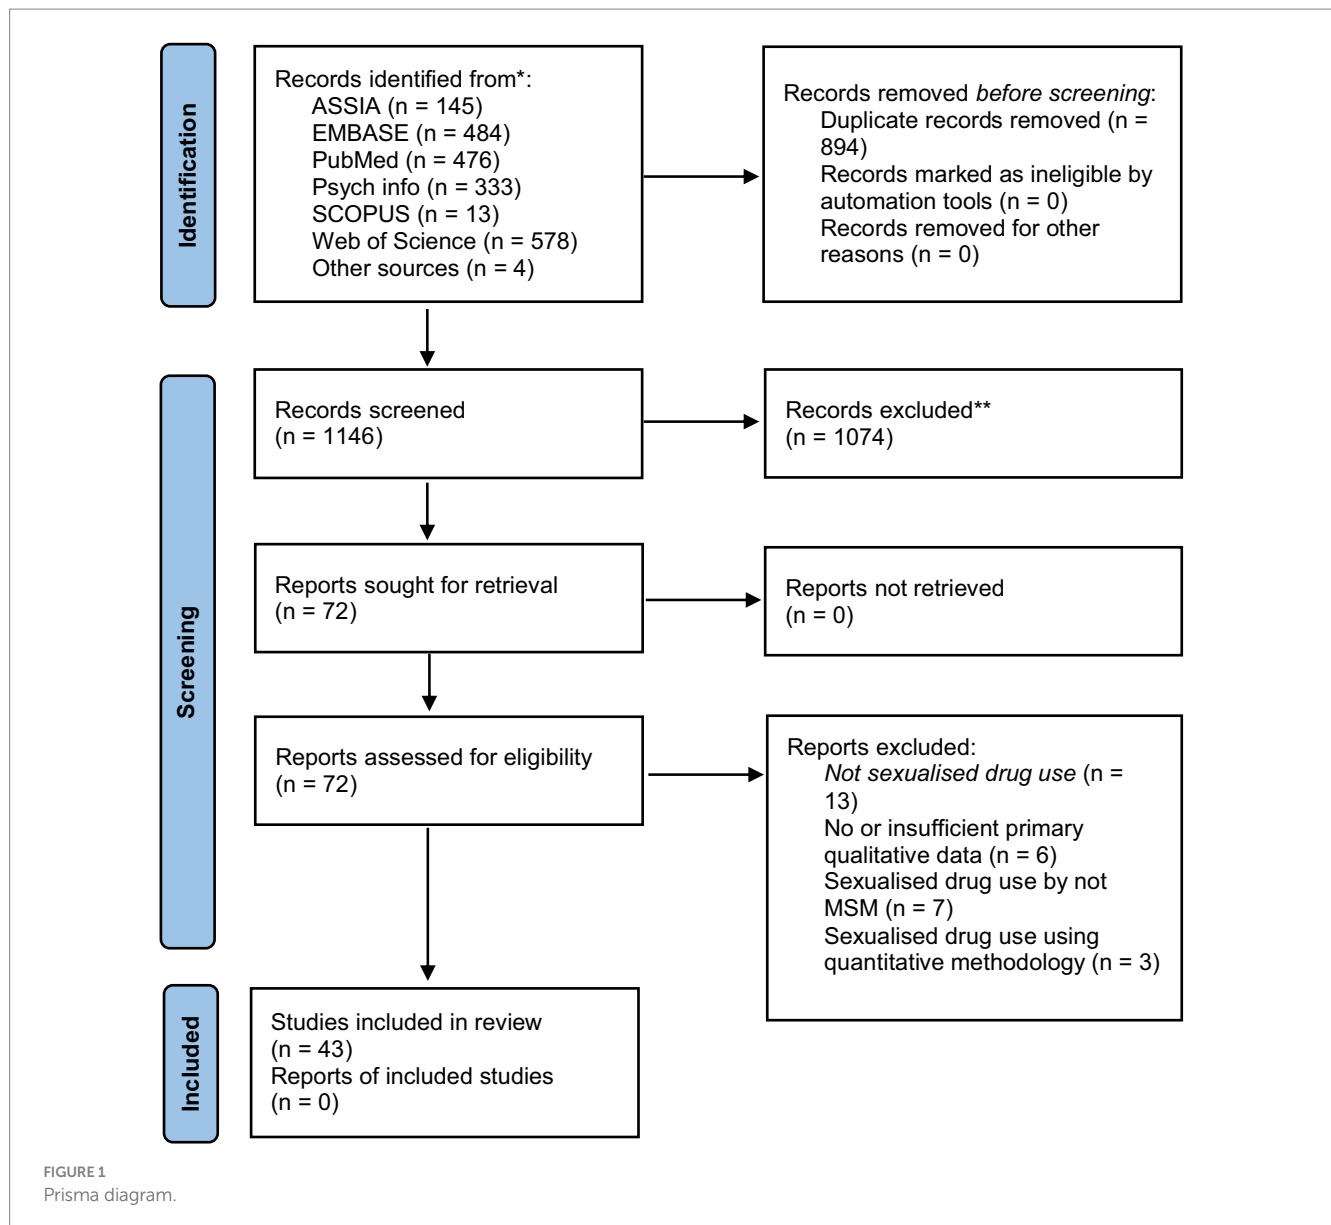 Identification
Records identified from*:
ASSIA (n = 145)
EMBASE (n = 484)
PubMed (n = 476)
Psych info (n = 333)
SCOPUS (n = 13)
Web of Science (n = 578)
Other sources (n = 4)
Records removed before screening:
Duplicate records removed (n =
894)
Records marked as ineligible by
automation tools (n = 0)
Records removed for other
reasons (n = 0)
Screening
Records screened
(n = 1146)
Records excluded**
(n = 1074)
Reports sought for retrieval
(n = 72)
Reports not retrieved
(n = 0)
Reports assessed for eligibility
(n = 72)
Reports excluded:
Not sexualised drug use (n =
13)
No or insufficient primary
qualitative data (n = 6)
Sexualised drug use by not
MSM (n = 7)
Sexualised drug use using
quantitative methodology (n = 3)
Included
Studies included in review
(n = 43)
Reports of included studies
(n = 0)
FIGURE 1
Prisma diagram.